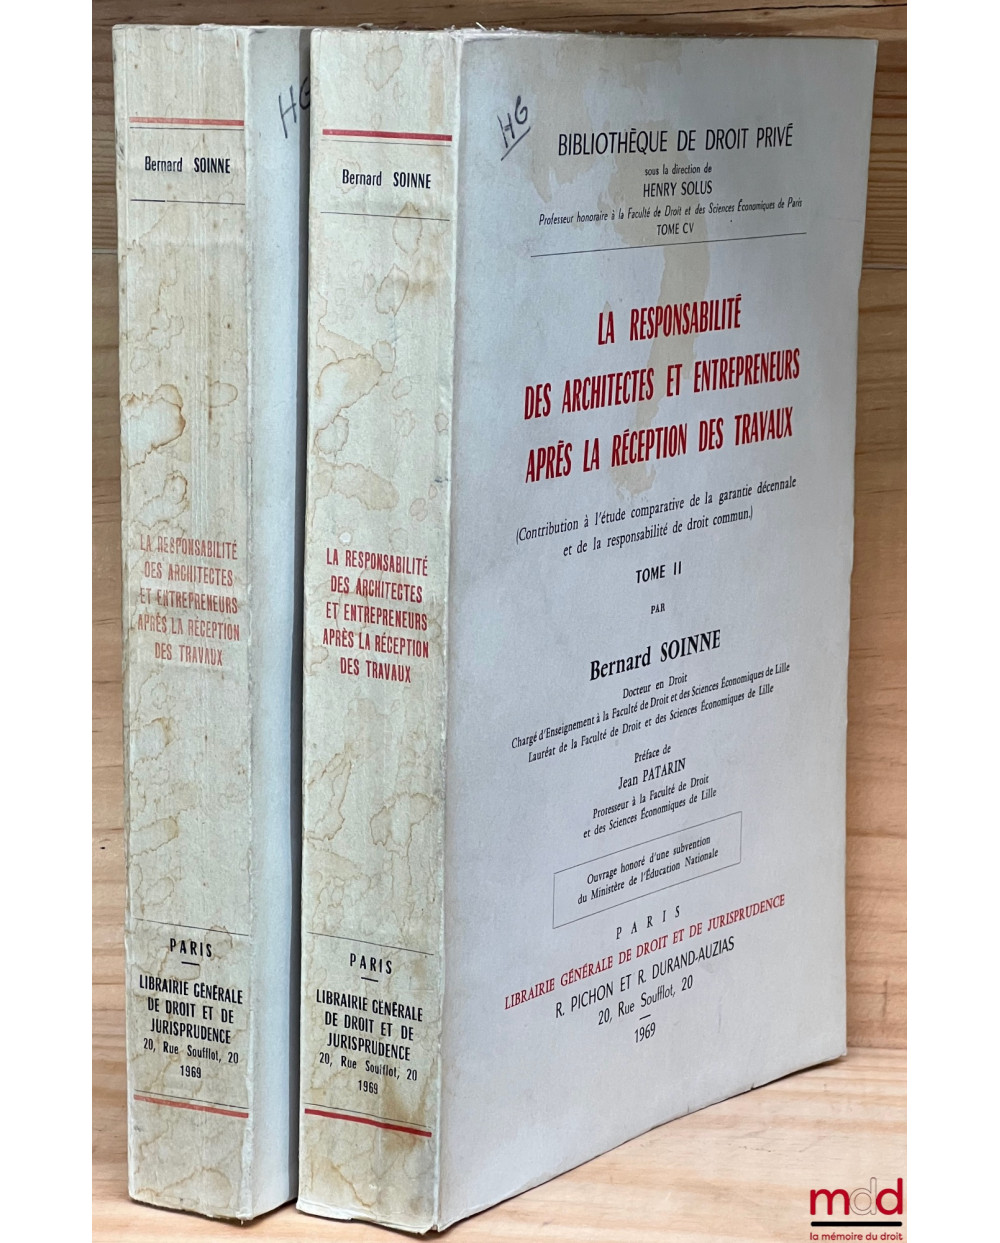 Bernard SOINNE
LA RESPONSABILITÉ
DES ARCHITECTES
ET ENTREPRENEURS
APRÈS LA RÉCEPTION
DES TRAVAUX
PARIS
LIBRAIRIE GÉNÉRALE
DE DROIT ET DE
JURISPRUDENCE
20, Rue Soufflot, 20
1969
HG
Bernard SOINNE
LA RESPONSABILITÉ
DES ARCHITECTES
ET ENTREPRENEURS
APRÈS LA RÉCEPTION
DES TRAVAUX
PARIS
LIBRAIRIE GÉNÉRALE
DE DROIT ET DE
JURISPRUDENCE
20, Rue Soufflot, 20
1969
HG
BIBLIOTHÈQUE DE DROIT PRIVÉ
sous la direction de
HENRY SOLUS
Professeur honoraire à la Faculté de Droit et des Sciences Économiques de Paris
TOME CV
LA RESPONSABILITÉ
DES ARCHITECTES ET ENTREPRENEURS
APRÈS LA RÉCEPTION DES TRAVAUX
(Contribution à l'étude comparative de la garantie décennale
et de la responsabilité de droit commun.)
TOME II
PAR
Bernard SOINNE
Docteur en Droit
Chargé d'Enseignement à la Faculté de Droit et des Sciences Économiques de Lille
Lauréat de la Faculté de Droit et des Sciences Économiques de Lille
Préface de
Jean PATARIN
Professeur à la Faculté de Droit
et des Sciences Économiques de Lille
Ouvrage honoré d'une subvention
du Ministère de l'Éducation Nationale
PARIS
LIBRAIRIE GÉNÉRALE DE DROIT ET DE JURISPRUDENCE
R. PICHON ET R. DURAND-AUZIAS
20, Rue Soufflot, 20
1969
mdd
la mémoire du droit